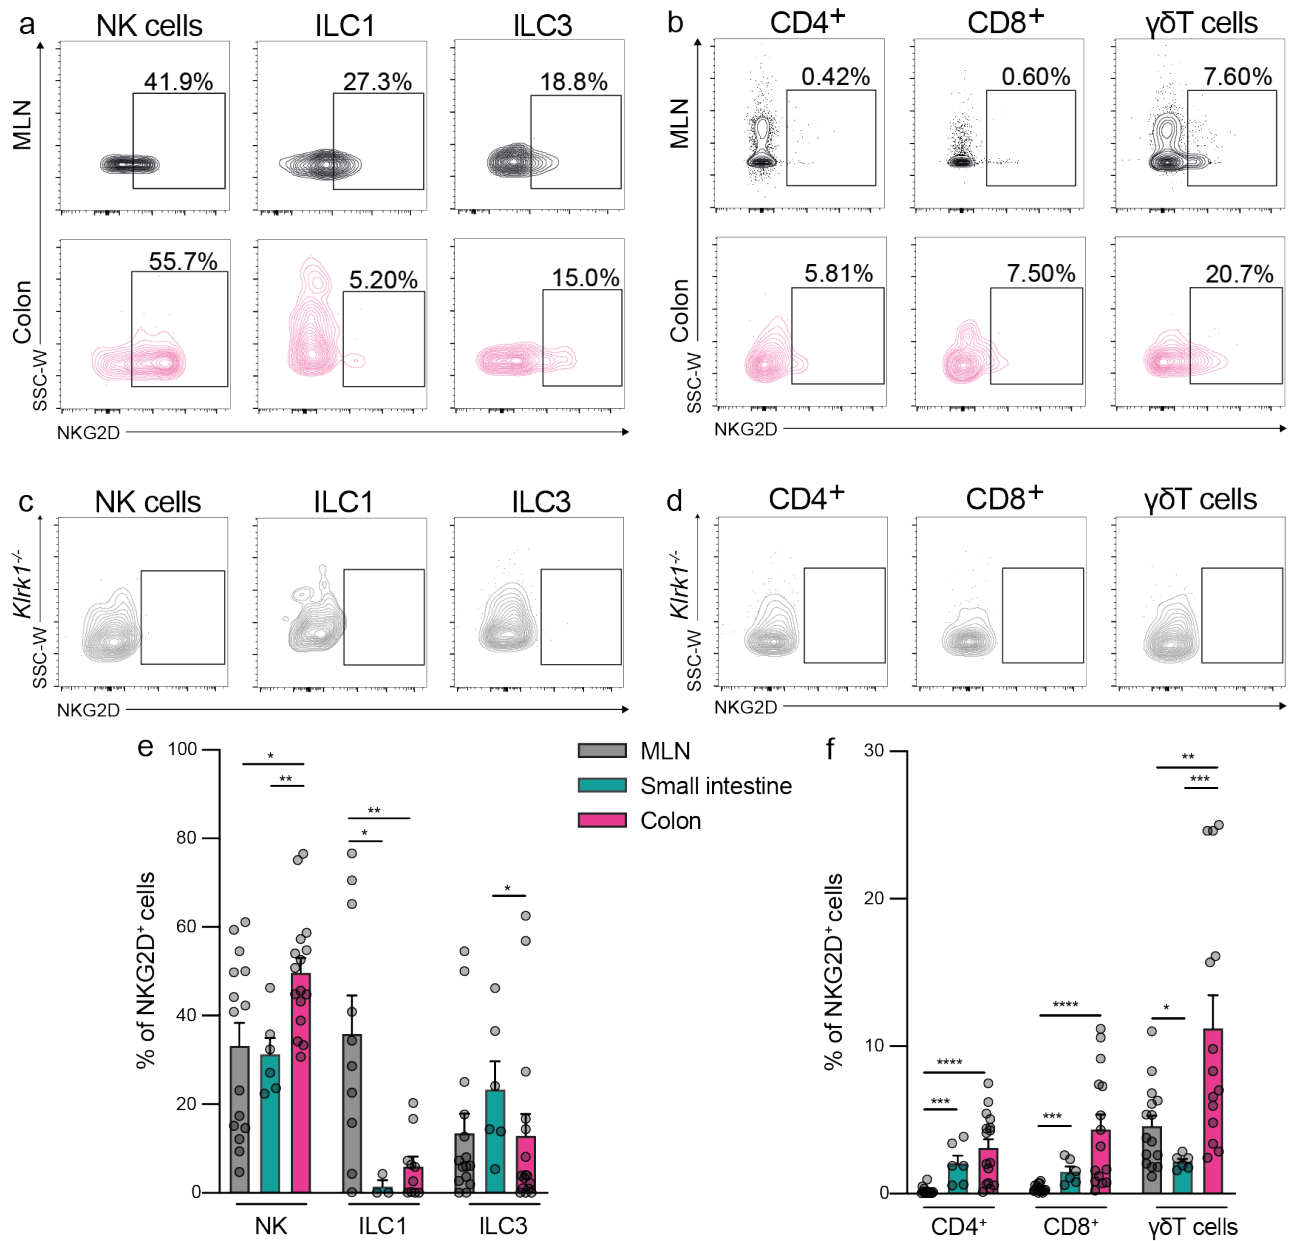 a
NK cells
ILC1
ILC3
MLN
41.9%
27.3%
18.8%
Colon
55.7%
5.20%
15.0%
SSC-W
NKG2D
b
CD4+
CD8+
γδT cells
MLN
0.42%
0.60%
7.60%
Colon
5.81%
7.50%
20.7%
SSC-W
NKG2D
c
NK cells
ILC1
ILC3
Klrk1-/-
SSC-W
NKG2D
d
CD4+
CD8+
γδT cells
Klrk1-/-
SSC-W
NKG2D
e
% of NKG2D+ cells
100
80
60
40
20
0
*
**
**
*
*
NK
ILC1
ILC3
MLN
Small intestine
Colon
f
% of NKG2D+ cells
30
20
10
0
****
***
****
***
**
***
*
CD4+
CD8+
γδT cells